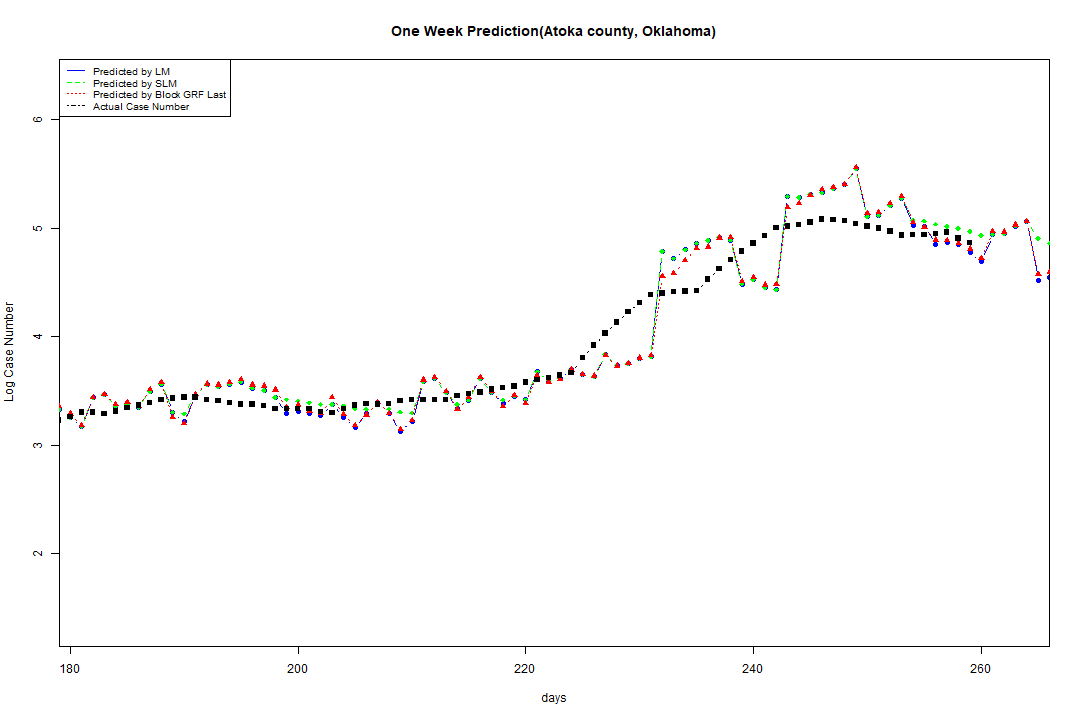 One Week Prediction(Atoka county, Oklahoma)
Predicted by LM
Predicted by SLM
Predicted by Block GRF Last
Actual Case Number
6
5
4
3
2
Log Case Number
180 200 220 240 260
days